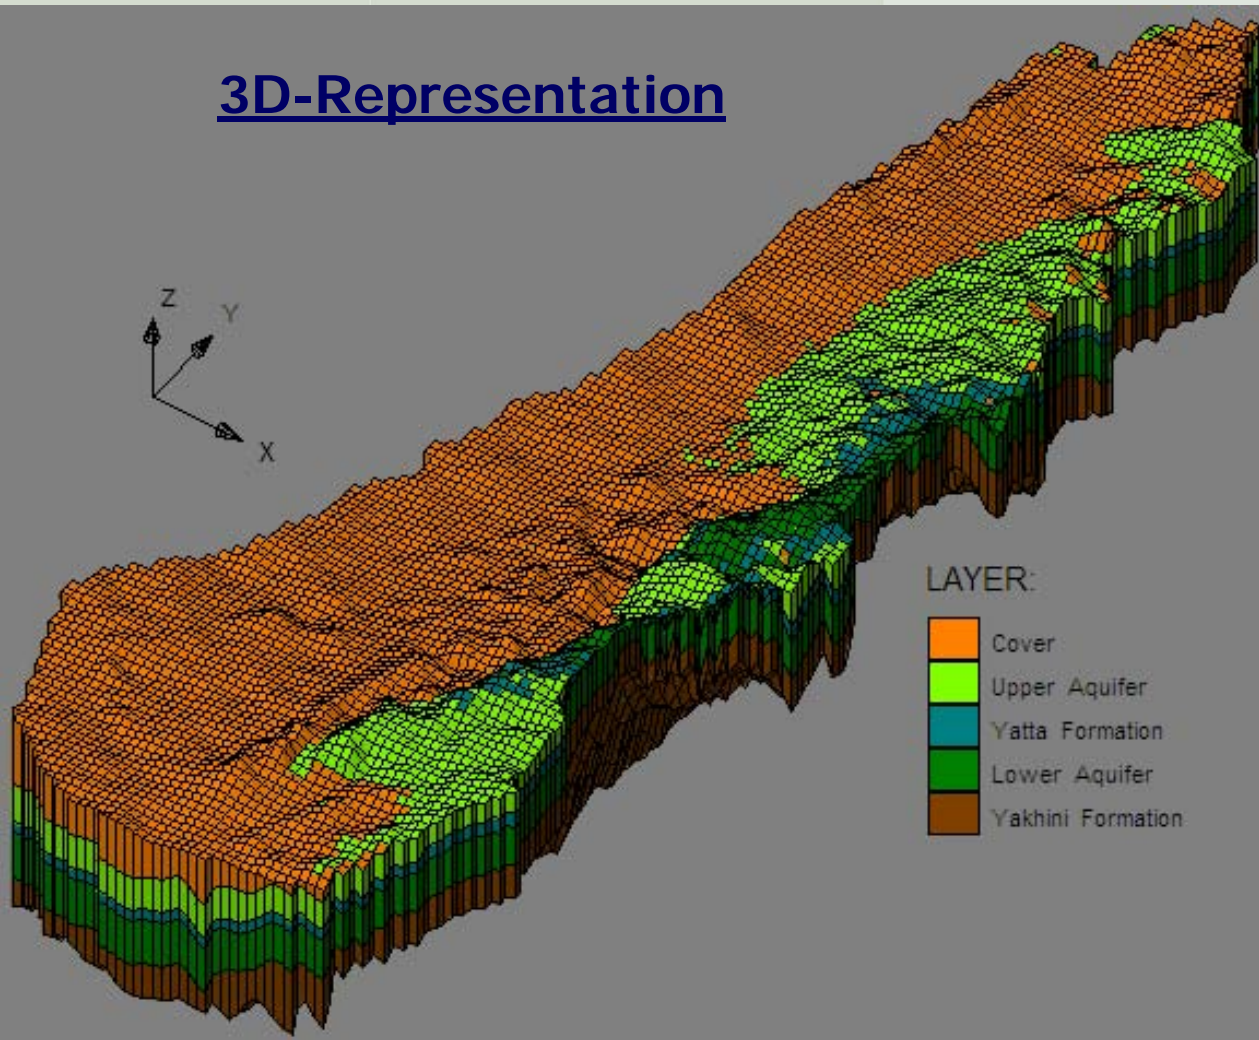 3D-Representation
Z
Y
X
LAYER:
Cover
Upper Aquifer
Yatta Formation
Lower Aquifer
Yakhini Formation